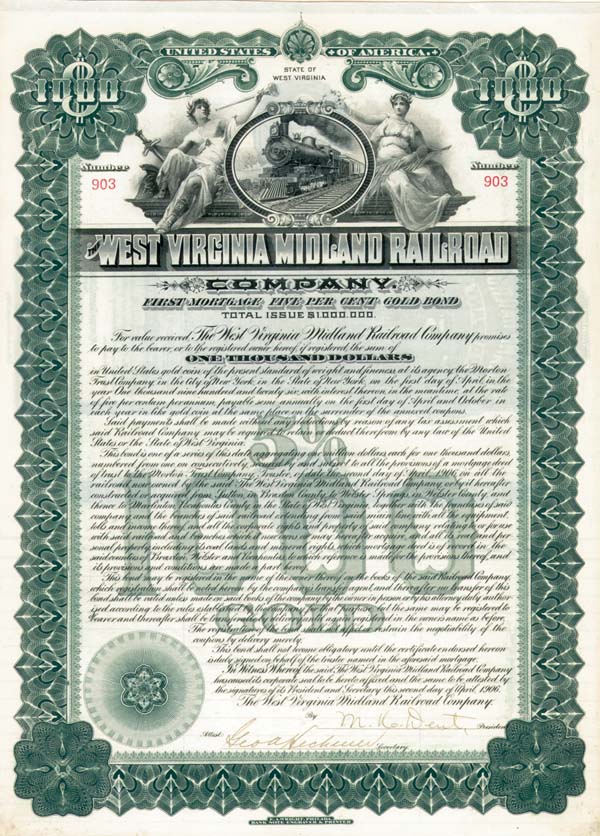 UNITED STATES OF AMERICA.
1000 1000
STATE OF
WEST VIRGINIA
Number Number
903 903
THE WEST VIRGINIA MIDLAND RAILROAD
COMPANY.
FIRST MORTGAGE FIVE PER CENT GOLD BOND
TOTAL ISSUE $1,000,000.
For value received, The West Virginia Midland Railroad Company promises
to pay to the bearer, or to the registered owner hereof, if registered the sum of
ONE THOUSAND DOLLARS
in United States gold coin of the present standard of weight and fineness, at its agency the Morton
Trust Company, in the City of New York, in the State of New York, on the first day of April in the
year One thousand nine hundred and twenty six, with interest thereon, in the meantime, at the rate
of five per centum per annum, payable semi annually on the first day of April and October in
each year in like gold coin at the same place upon the surrender of the annexed coupons.
Said payments shall be made without any deduction by reason of any tax assessment which
said Railroad Company may be required to retain or pay and therefrom by any law of the United
States or the State of West Virginia.
This bond is one of a series of this date aggregating one million dollars, each for one thousand dollars,
numbered from one on consecutively, secured by and subject to all the provisions of a mortgage deed
of trust to the Morton Trust Company, Trustee, date the second day of April 1906, on all the
railroad now owned by the said The West Virginia Midland Railroad Company or by it hereafter
constructed or acquired, from Sutton, in Braxton County, to Webster Springs, in Webster County, and
thence to Marlinton, Pocahontas County, in the State of West Virginia, together with the
and the real estate, railroad and property of said company
tolls and income thereof, and all the corporate rights and property of said company relating to or for use
with said railroad and branches which it now owns or may hereafter acquire, and all its real and per-
sonal property, including its coal lands and mineral rights, which mortgage deed is of record in the
said counties of Braxton, Webster and Pocahontas, to which reference is made for the provisions thereof, and
its provisions and conditions are made a part hereof.
This bond may be registered in the name of the owner thereof on the books of the said Railroad Company
which registration shall be noted hereon by the company's transfer agent, and thereafter no transfer of this
bond shall be valid unless made on said books of the company by the owner in person or by his attorney duly author-
ised according to the rules established for the transfer but the same may be registered to
bearer and thereafter shall be transferable by delivery until again registered in the owner's name as before.
The registration of this bond shall not restrain the negotiability of the
coupons by delivery merely.
This bond shall not become obligatory until the certificate endorsed hereon
is duly signed on behalf of the trustee named in the aforesaid mortgage.
In Witness Whereof, the said, The West Virginia Midland Railroad Company
has caused its corporate seal to be hereto affixed and the same to be attested by
the signatures of its President and Secretary this second day of April 1906.
The West Virginia Midland Railroad Company.
By M. K. Dent, President
Attest: Secretary
5%
1000
GOLD
E. A. WRIGHT, PHILADA.
BANK NOTE ENGRAVER & PRINTER